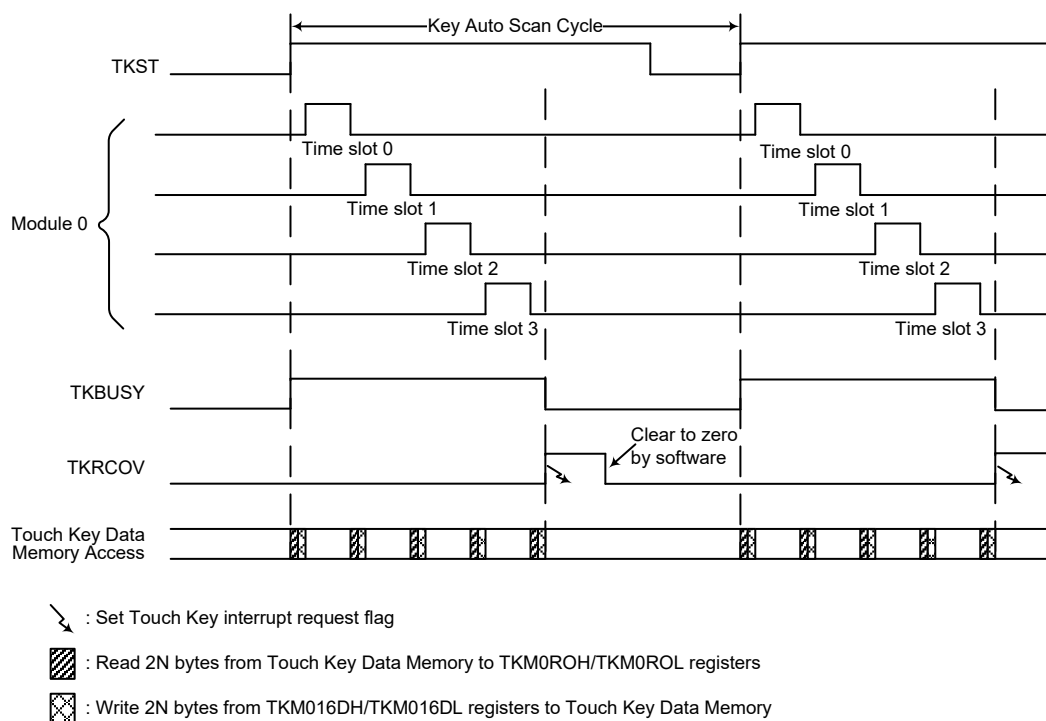 Key Auto Scan Cycle
TKST
Time slot 0
Time slot 0
Time slot 1
Time slot 1
Module 0
Time slot 2
Time slot 2
Time slot 3
Time slot 3
TKBUSY
Clear to zero
by software
TKRCOV
Touch Key Data
Memory Access
: Set Touch Key interrupt request flag
: Read 2N bytes from Touch Key Data Memory to TKM0ROH/TKM0ROL registers
: Write 2N bytes from TKM016DH/TKM016DL registers to Touch Key Data Memory